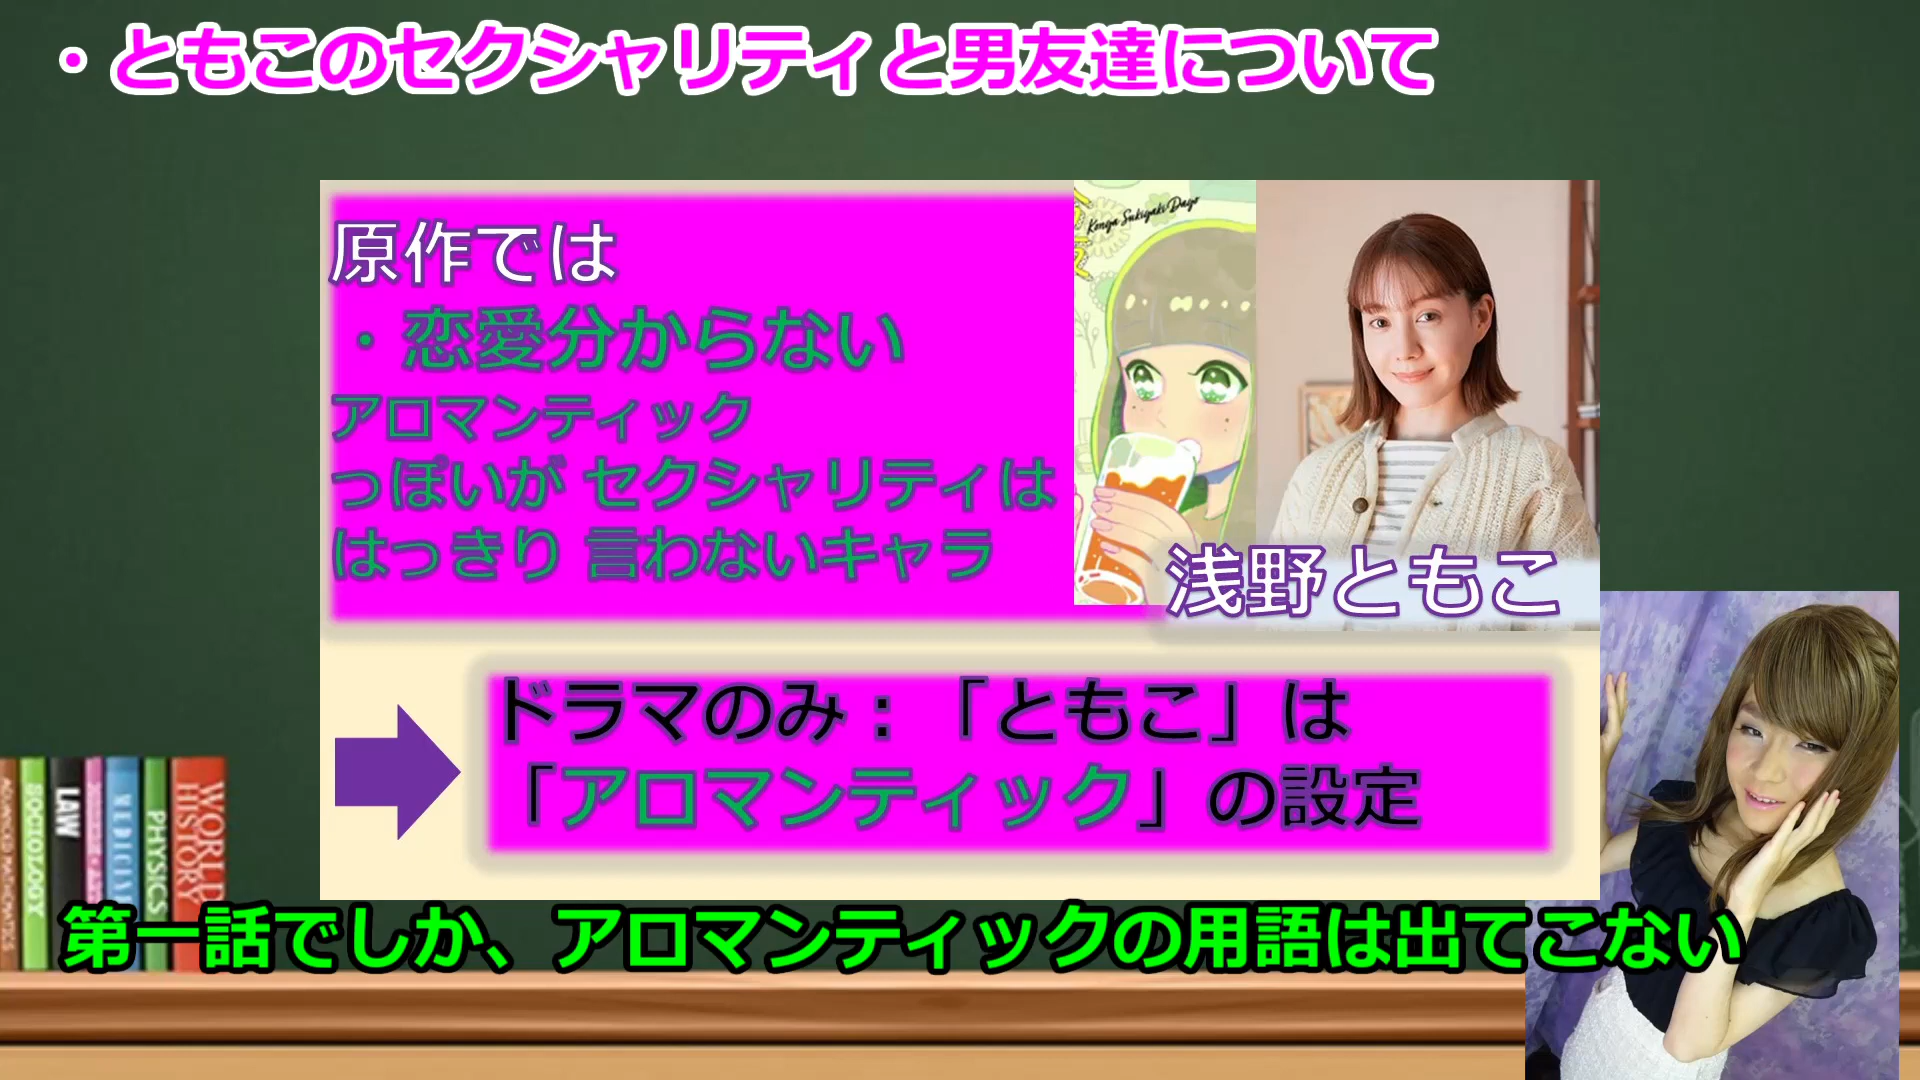 ・ともこのセクシャリティと男友達について
原作では
・恋愛分からない
アロマンティック
っぽいが セクシャリティは
はっきり 言わないキャラ
Kenya Sukiyaki Dayo
浅野ともこ
ドラマのみ：「ともこ」は
「アロマンティック」の設定
SOCIOLOGY
LAW
MEDICINE
PHYSICS
WORLD HISTORY
第一話でしか、アロマンティックの用語は出てこない